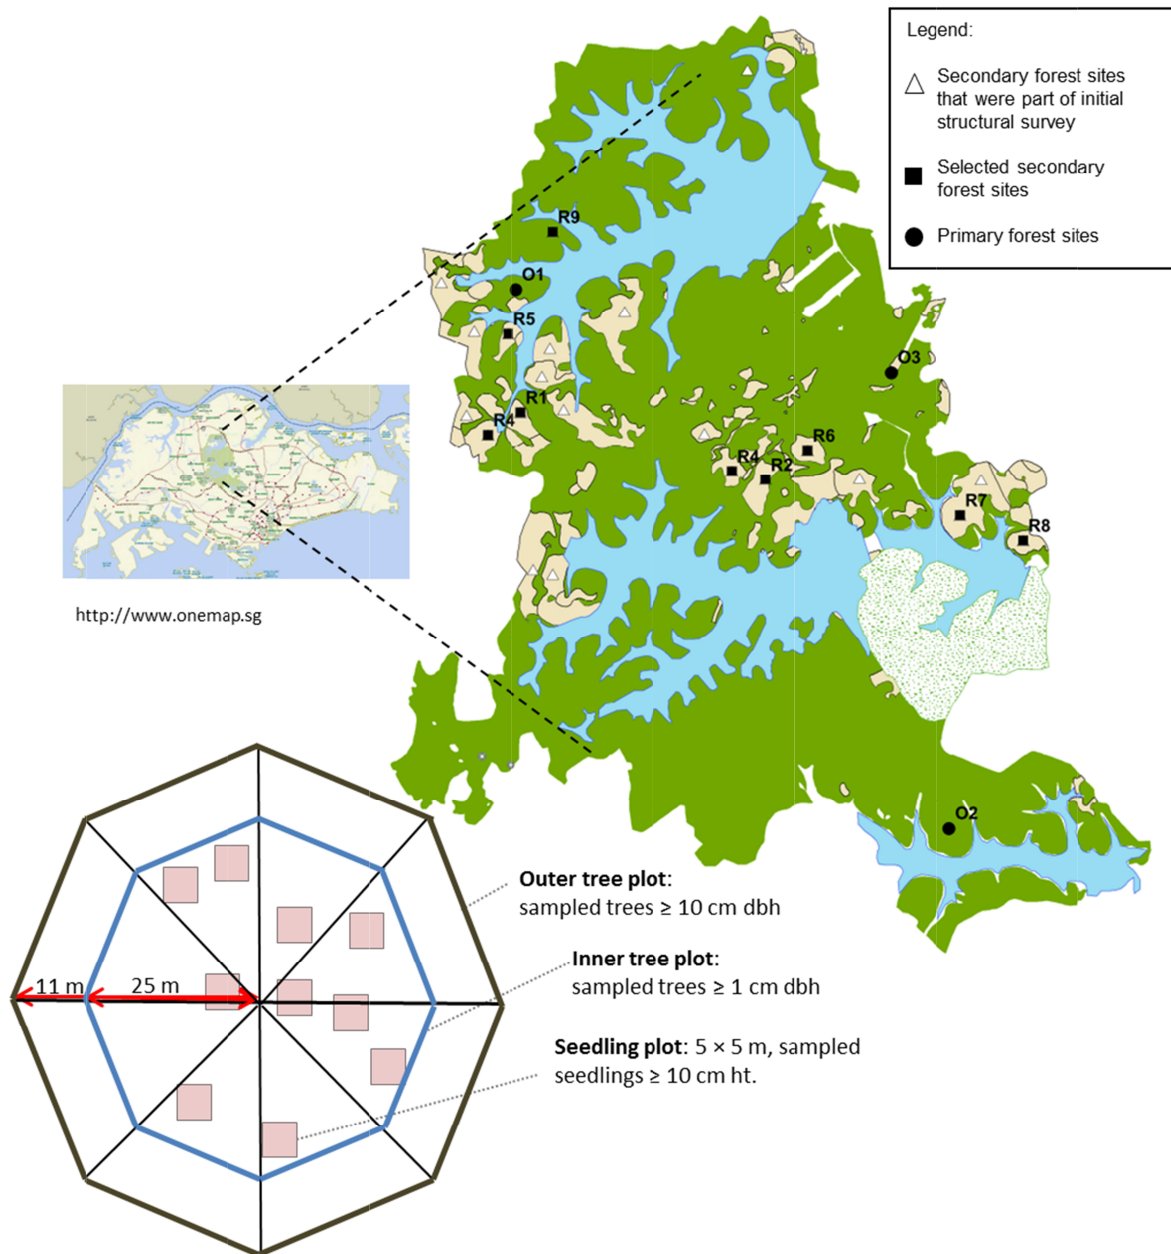 Legend:
Secondary forest sites
that were part of initial
structural survey
Selected secondary
forest sites
Primary forest sites
R9
O1
R5
O3
R1
R4
R6
R4
R2
R7
R8
http://www.onemap.sg
O2
Outer tree plot:
sampled trees ≥ 10 cm dbh
Inner tree plot:
sampled trees ≥ 1 cm dbh
11 m
25 m
Seedling plot: 5 × 5 m, sampled
seedlings ≥ 10 cm ht.